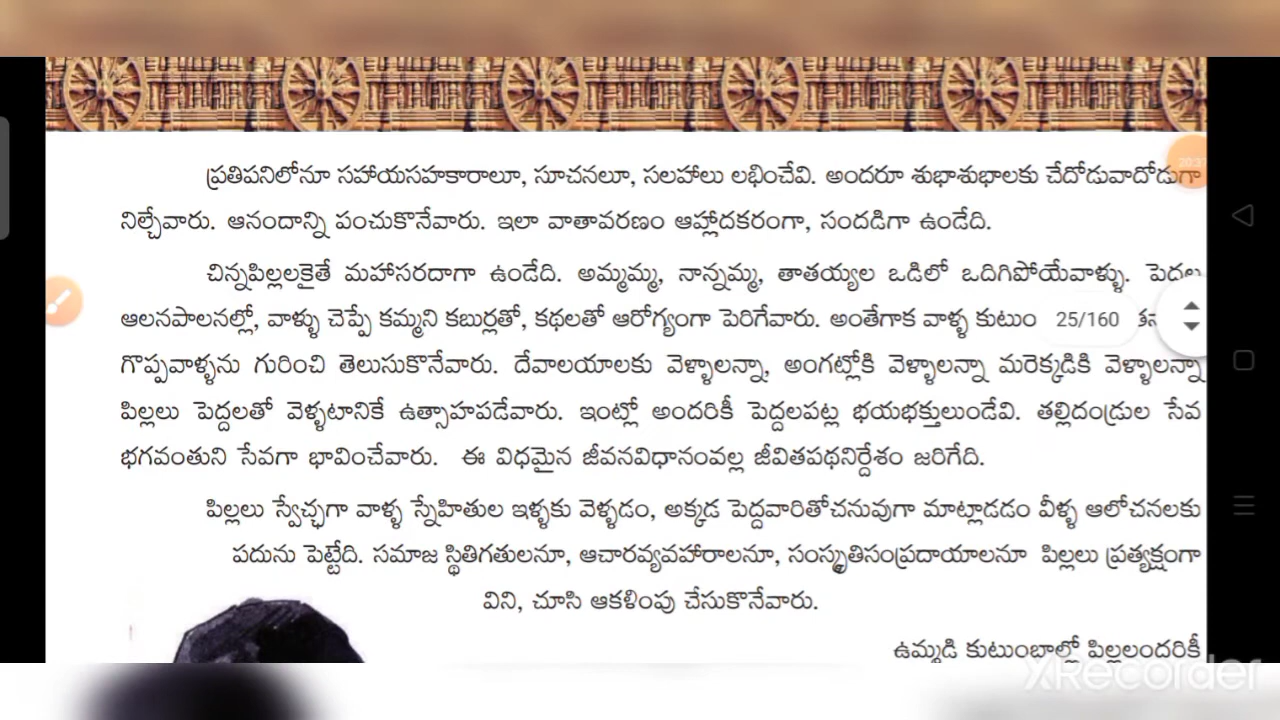 ప్రతిపనిలోనూ సహాయసహకారాలూ, సూచనలూ, సలహాలు లభించేవి. అందరూ శుభాశుభాలకు చేదోడువాదోడుగా
20:37
నిల్చేవారు. ఆనందాన్ని పంచుకొనేవారు. ఇలా వాతావరణం ఆహ్లాదకరంగా, సందడిగా ఉండేది.
చిన్నపిల్లలకైతే మహాసరదాగా ఉండేది. అమ్మమ్మ, నాన్నమ్మ, తాతయ్యల ఒడిలో ఒదిగిపోయేవాళ్ళు. పెద్దల
ఆలనపాలనల్లో, వాళ్ళు చెప్పే కమ్మని కబుర్లతో, కథలతో ఆరోగ్యంగా పెరిగేవారు. అంతేగాక వాళ్ళ
25/160
గొప్పవాళ్ళను గురించి తెలుసుకొనేవారు. దేవాలయాలకు వెళ్ళాలన్నా, అంగట్లోకి వెళ్ళాలన్నా మరెక్కడికి వెళ్ళాలన్నా
పిల్లలు పెద్దలతో వెళ్ళటానికే ఉత్సాహపడేవారు. ఇంట్లో అందరికీ పెద్దలపట్ల భయభక్తులుండేవి. తల్లిదండ్రుల సేవ
భగవంతుని సేవగా భావించేవారు. ఈ విధమైన జీవనవిధానంవల్ల జీవితపథనిర్దేశం జరిగేది.
పిల్లలు స్వేచ్ఛగా వాళ్ళ స్నేహితుల ఇళ్ళకు వెళ్ళడం, అక్కడ పెద్దవారితోచనువుగా మాట్లాడడం వీళ్ళ ఆలోచనలకు
పదును పెట్టేది. సమాజ స్థితిగతులనూ, ఆచారవ్యవహారాలనూ, సంస్కృతిసంప్రదాయాలనూ పిల్లలు ప్రత్యక్షంగా
విని, చూసి ఆకళింపు చేసుకొనేవారు.
ఉమ్మడి కుటుంబాల్లో పిల్లలందరికీ
XRecorder